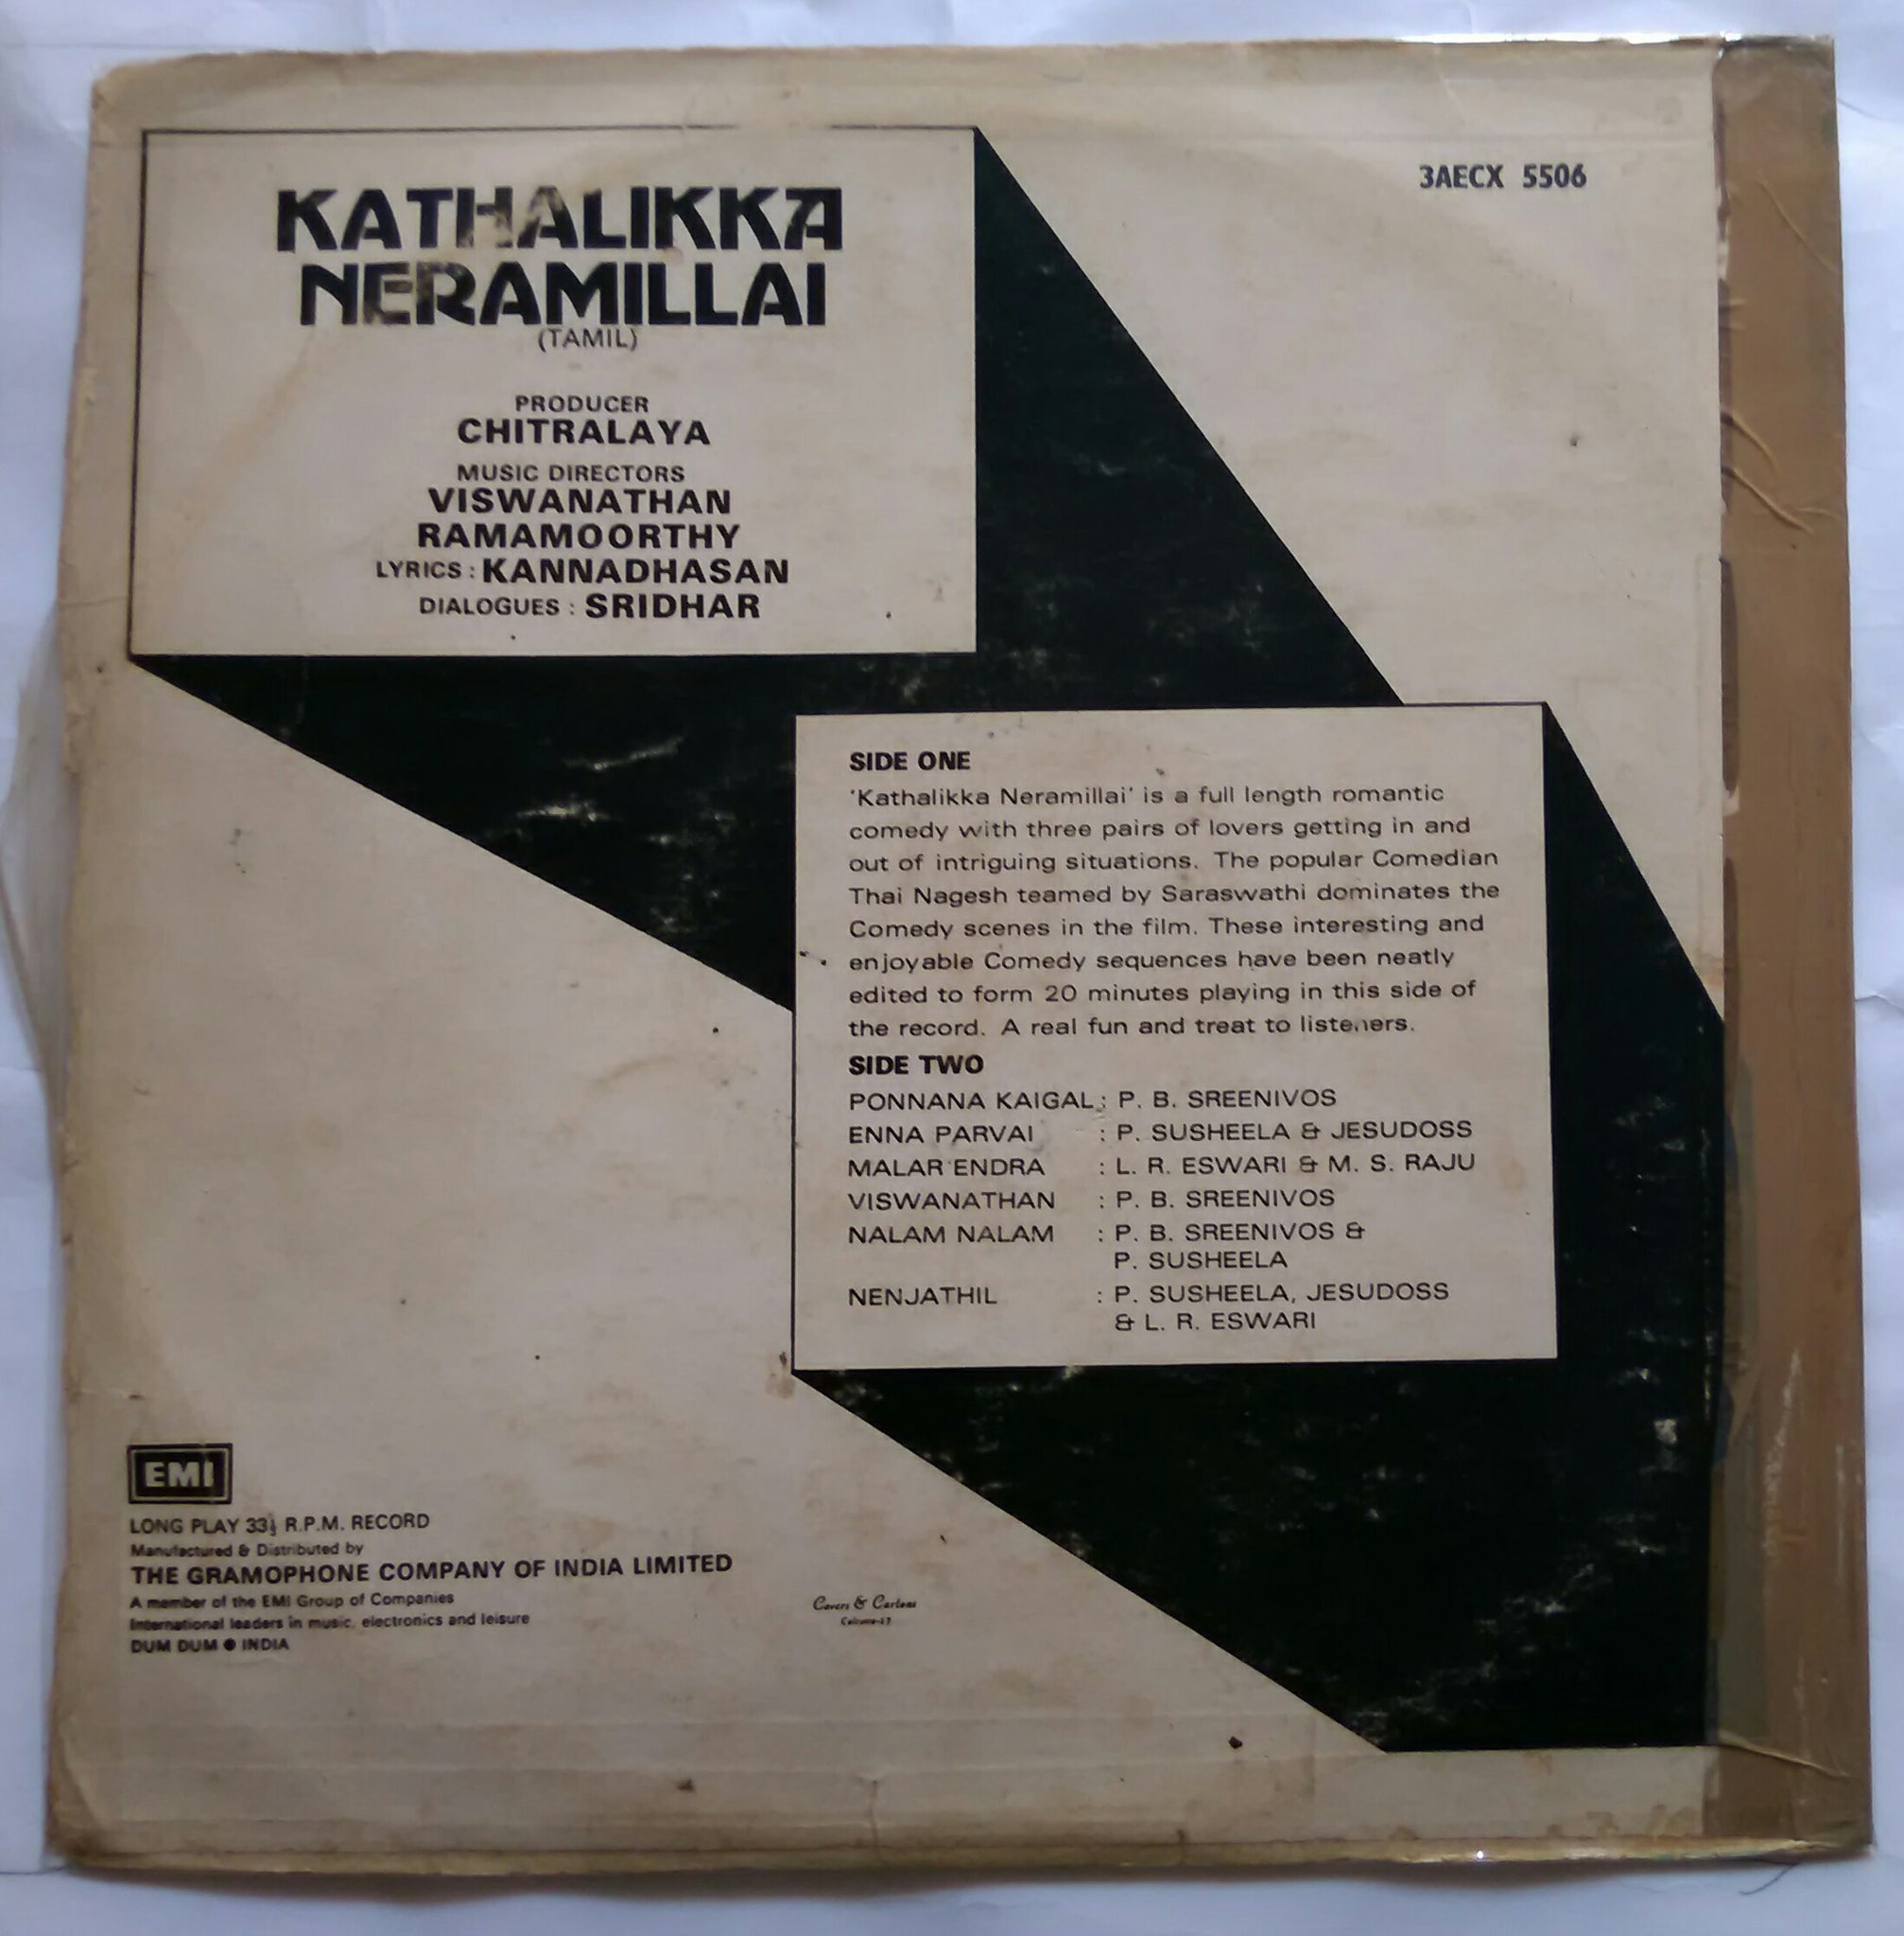 3AECX 5506
KATHALIKKA
NERAMILLAI
(TAMIL)
PRODUCER
CHITRALAYA
MUSIC DIRECTORS
VISWANATHAN
RAMAMOORTHY
LYRICS : KANNADHASAN
DIALOGUES : SRIDHAR
SIDE ONE
'Kathalikka Neramillai' is a full length romantic
comedy with three pairs of lovers getting in and
out of intriguing situations. The popular Comedian
Thai Nagesh teamed by Saraswathi dominates the
Comedy scenes in the film. These interesting and
enjoyable Comedy sequences have been neatly
edited to form 20 minutes playing in this side of
the record. A real fun and treat to listeners.
SIDE TWO
PONNANA KAIGAL : P. B. SREENIVOS
ENNA PARVAI : P. SUSHEELA & JESUDOSS
MALAR ENDRA : L. R. ESWARI & M. S. RAJU
VISWANATHAN : P. B. SREENIVOS
NALAM NALAM : P. B. SREENIVOS &
P. SUSHEELA
NENJATHIL : P. SUSHEELA, JESUDOSS
& L. R. ESWARI
EMI
LONG PLAY 33⅓ R.P.M. RECORD
Manufactured & Distributed by
THE GRAMOPHONE COMPANY OF INDIA LIMITED
A member of the EMI Group of Companies
International leaders in music, electronics and leisure
DUM DUM ● INDIA
Covers & Cartons